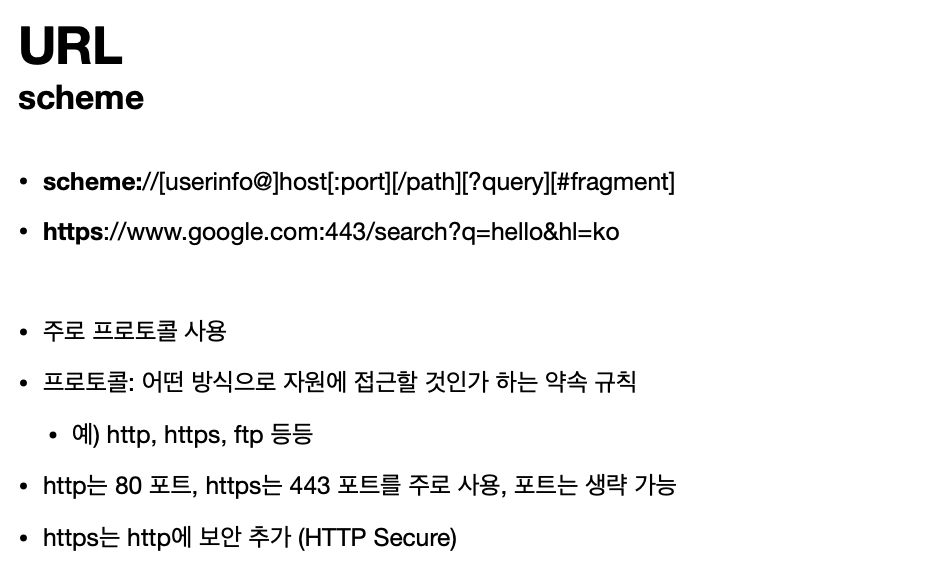 URL
scheme
• scheme://[userinfo@]host[:port][/path][?query][#fragment]
• https://www.google.com:443/search?q=hello&hl=ko
• 주로 프로토콜 사용
• 프로토콜: 어떤 방식으로 자원에 접근할 것인가 하는 약속 규칙
• 예) http, https, ftp 등등
• http는 80 포트, https는 443 포트를 주로 사용, 포트는 생략 가능
• https는 http에 보안 추가 (HTTP Secure)